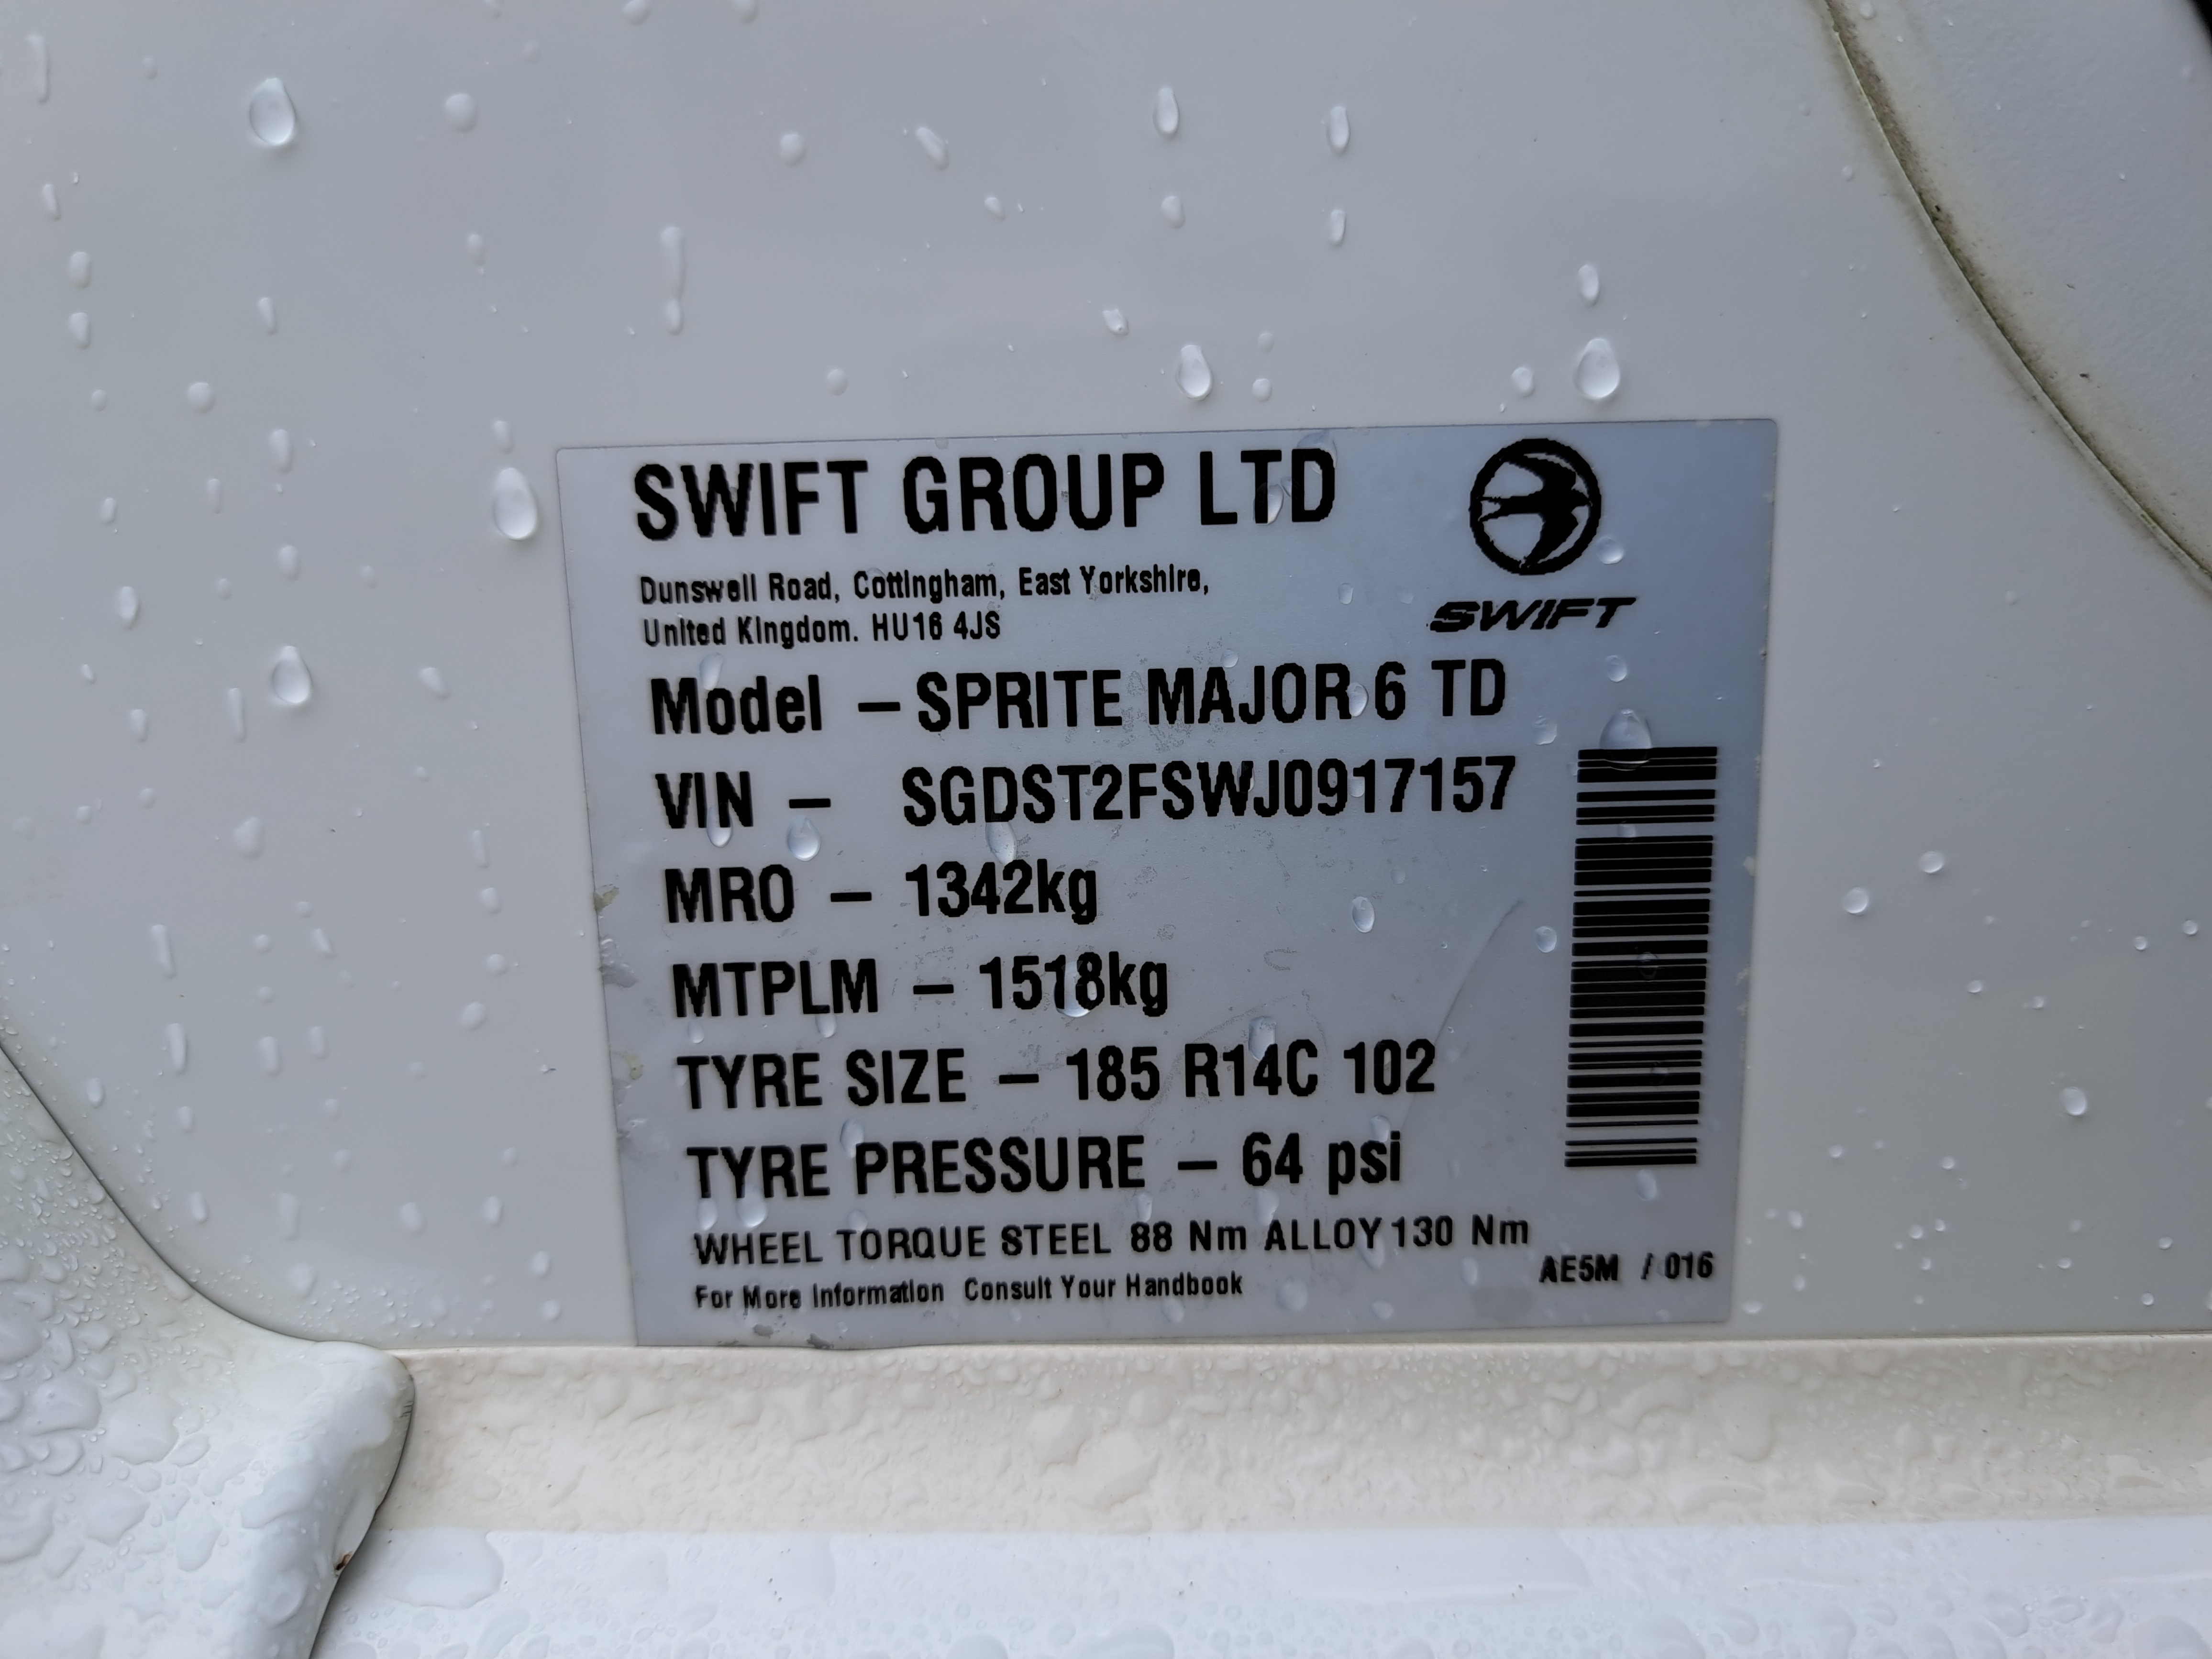 SWIFT GROUP LTD
SWIFT
Dunswell Road, Cottingham, East Yorkshire,
United Kingdom. HU16 4JS
Model – SPRITE MAJOR 6 TD
VIN – SGDST2FSWJ0917157
MRO – 1342kg
MTPLM – 1518kg
TYRE SIZE – 185 R14C 102
TYRE PRESSURE – 64 psi
WHEEL TORQUE STEEL 88 Nm ALLOY 130 Nm
For More Information Consult Your Handbook
AE5M / 016